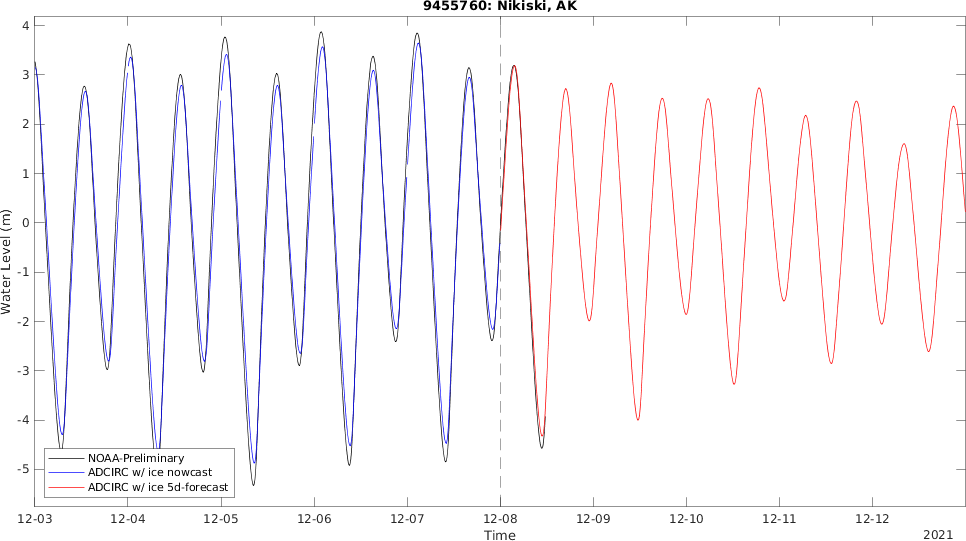 9455760: Nikiski, AK
Water Level (m)
4
3
2
1
0
-1
-2
-3
-4
-5
NOAA-Preliminary
ADCIRC w/ ice nowcast
ADCIRC w/ ice 5d-forecast
12-03 12-04 12-05 12-06 12-07 12-08 12-09 12-10 12-11 12-12
Time
2021